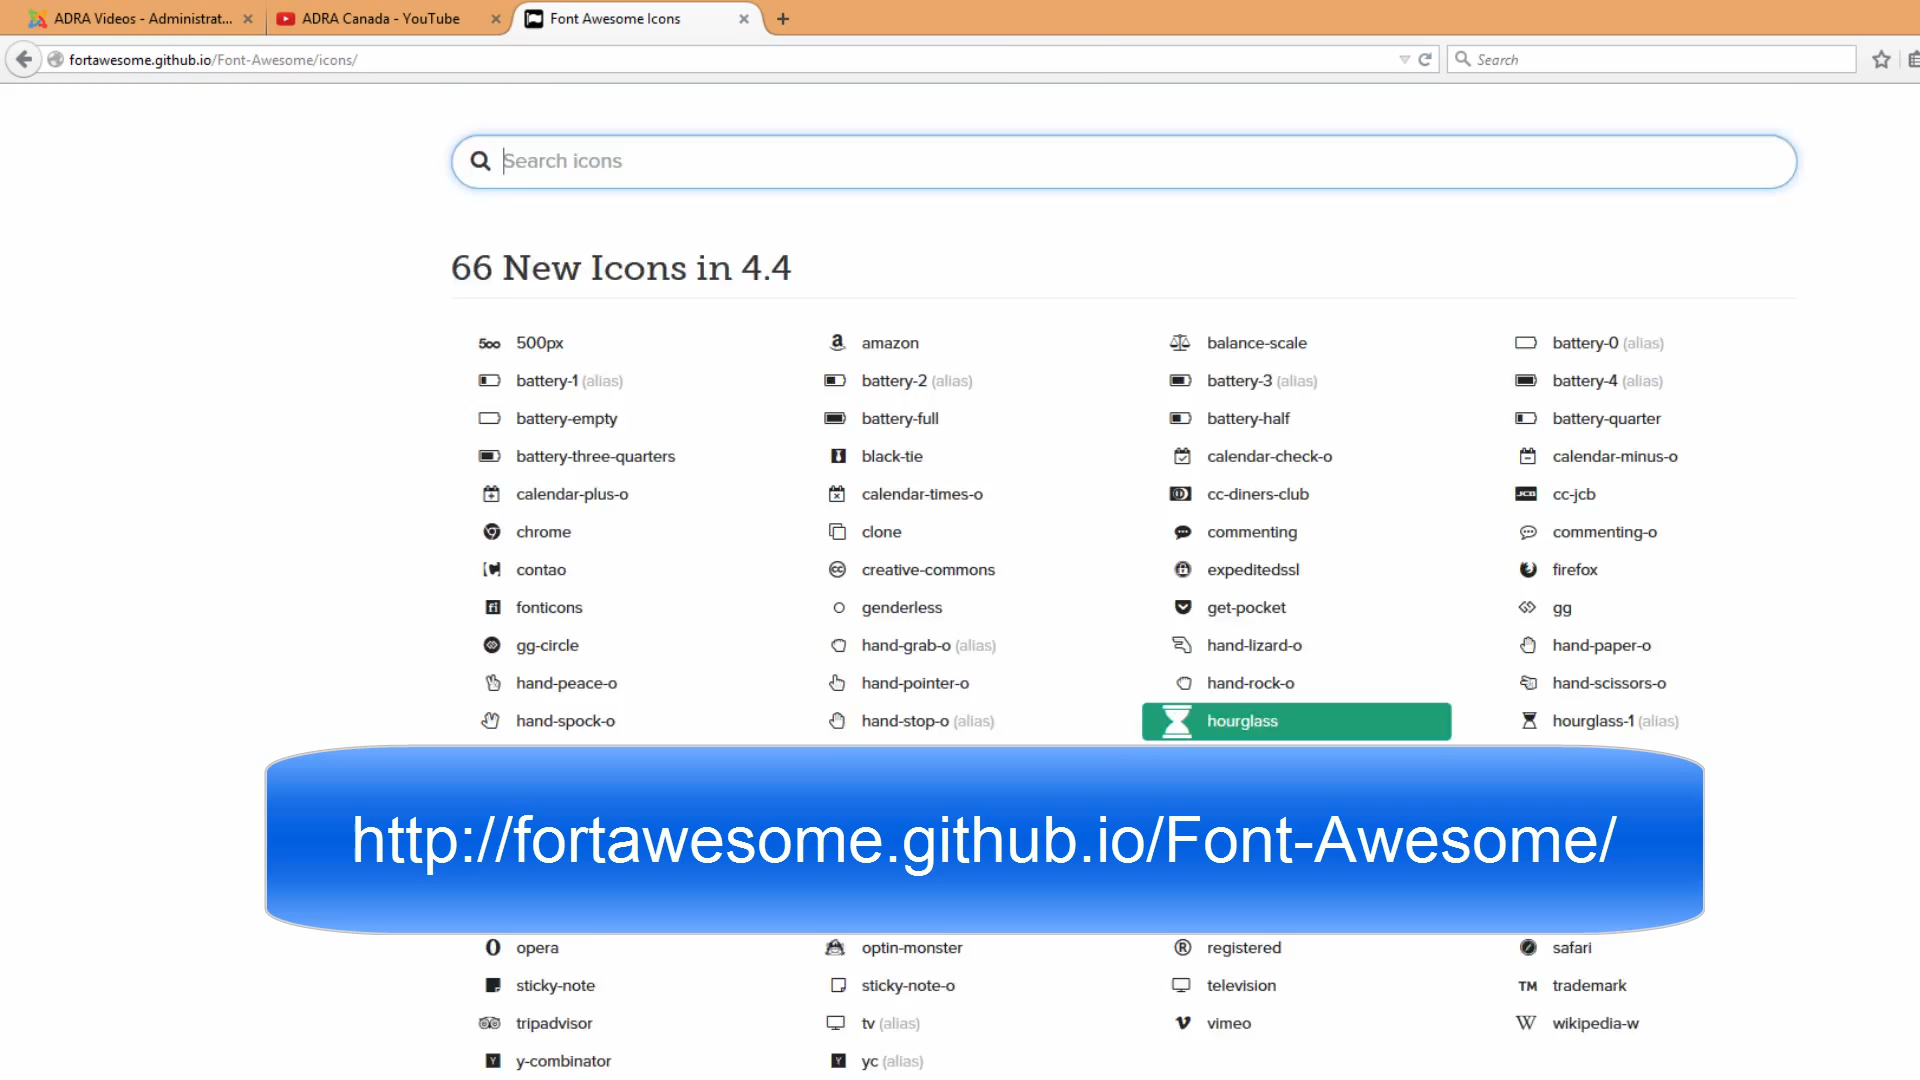 ADRA Videos - Administrat...
ADRA Canada - YouTube
Font Awesome Icons
fortawesome.github.io/Font-Awesome/icons/
Search
Search icons
66 New Icons in 4.4
500px amazon balance-scale battery-0 (alias)
battery-1 (alias) battery-2 (alias) battery-3 (alias) battery-4 (alias)
battery-empty battery-full battery-half battery-quarter
battery-three-quarters black-tie calendar-check-o calendar-minus-o
calendar-plus-o calendar-times-o cc-diners-club cc-jcb
chrome clone commenting commenting-o
contao creative-commons expeditedssl firefox
fonticons genderless get-pocket gg
gg-circle hand-grab-o (alias) hand-lizard-o hand-paper-o
hand-peace-o hand-pointer-o hand-rock-o hand-scissors-o
hand-spock-o hand-stop-o (alias) hourglass hourglass-1 (alias)
http://fortawesome.github.io/Font-Awesome/
opera optin-monster registered safari
sticky-note sticky-note-o television trademark
tripadvisor tv (alias) vimeo wikipedia-w
y-combinator yc (alias)